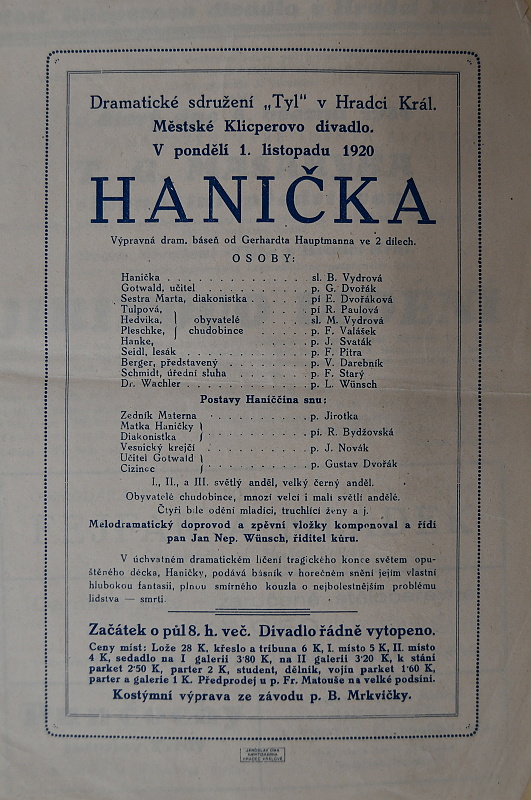 Dramatické sdružení „Tyl" v Hradci Král.
Městské Klicperovo divadlo.
V pondělí 1. listopadu 1920
HANIČKA
Výpravná dram. báseň od Gerhardta Hauptmanna ve 2 dílech.
OSOBY:
Hanička . . . . . . . . . . . . . sl. B. Vydrová
Gotwald, učitel . . . . . . . . . . p. G. Dvořák
Sestra Marta, diakonistka . . . . . . pí E. Dvořáková
Tulpová, . . . . . pí R. Paulová
Hedvika, obyvatelé . . . . . sl. M. Vydrová
Pleschke, chudobince . . . . . p. F. Valášek
Hanke, . . . . . p. J. Svaták
Seidl, lesák . . . . . . . . . . p. F. Pitra
Berger, představený . . . . . . . . p. V. Darebník
Schmidt, úřední sluha . . . . . . . p. F. Starý
Dr. Wachler . . . . . . . . . . . p. L. Wünsch
Postavy Haniččina snu:
Zedník Materna . . . . . . . . . p. Jirotka
Matka Haničky
Diakonistka . . . . . . . . . pí. R. Bydžovská
Vesnický krejčí . . . . . . . . . p. J. Novák
Učitel Gotwald
Cizinec . . . . . . . . . p. Gustav Dvořák
I., II., a III. světlý anděl, velký černý anděl.
Obyvatelé chudobince, mnozí velcí i malí světlí andělé.
Čtyři bíle odění mladíci, truchlící ženy a j.
Melodramatický doprovod a zpěvní vložky komponoval a řídí
pan Jan Nep. Wünsch, řiditel kůru.
V úchvatném dramatickém líčení tragického konce světem opu-
štěného děcka, Haničky, podává básník v horečném snění jejím vlastní
hlubokou fantasii, plnou smírného kouzla o nejbolestnějším problému
lidstva — smrti.
Začátek o půl 8. h. več. Divadlo řádně vytopeno.
Ceny míst: Lože 28 K, křeslo a tribuna 6 K, I. místo 5 K, II. místo
4 K, sedadlo na I galerii 3·80 K, na II galerii 3·20 K, k stání
parket 2·50 K, parter 2 K, student, dělník, vojín parket 1·60 K,
parter a galerie 1 K. Předprodej u p. Fr. Matouše na velké podsíni.
Kostýmní výprava ze závodu p. B. Mrkvičky.
HRADEC KRÁLOVÉ